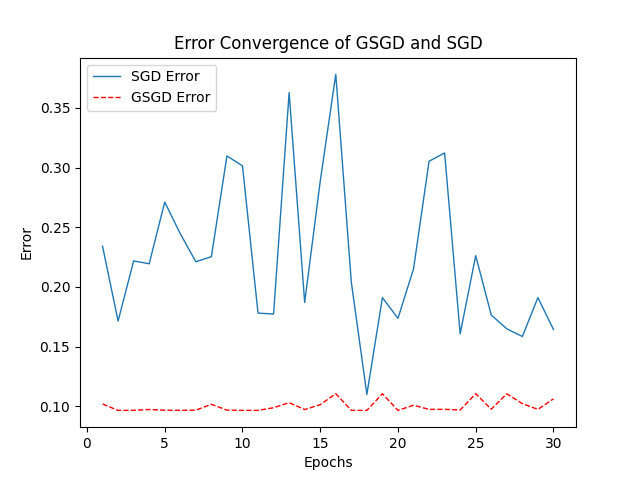 Error Convergence of GSGD and SGD
SGD Error
GSGD Error
0.35
0.30
0.25
0.20
0.15
0.10
Error
0 5 10 15 20 25 30
Epochs